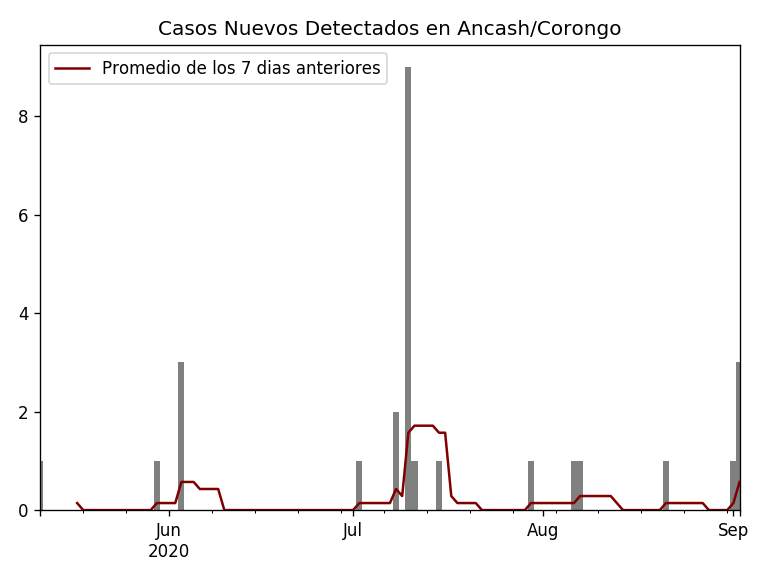 Casos Nuevos Detectados en Ancash/Corongo
Promedio de los 7 dias anteriores
8
6
4
2
0
Jun
2020
Jul
Aug
Sep